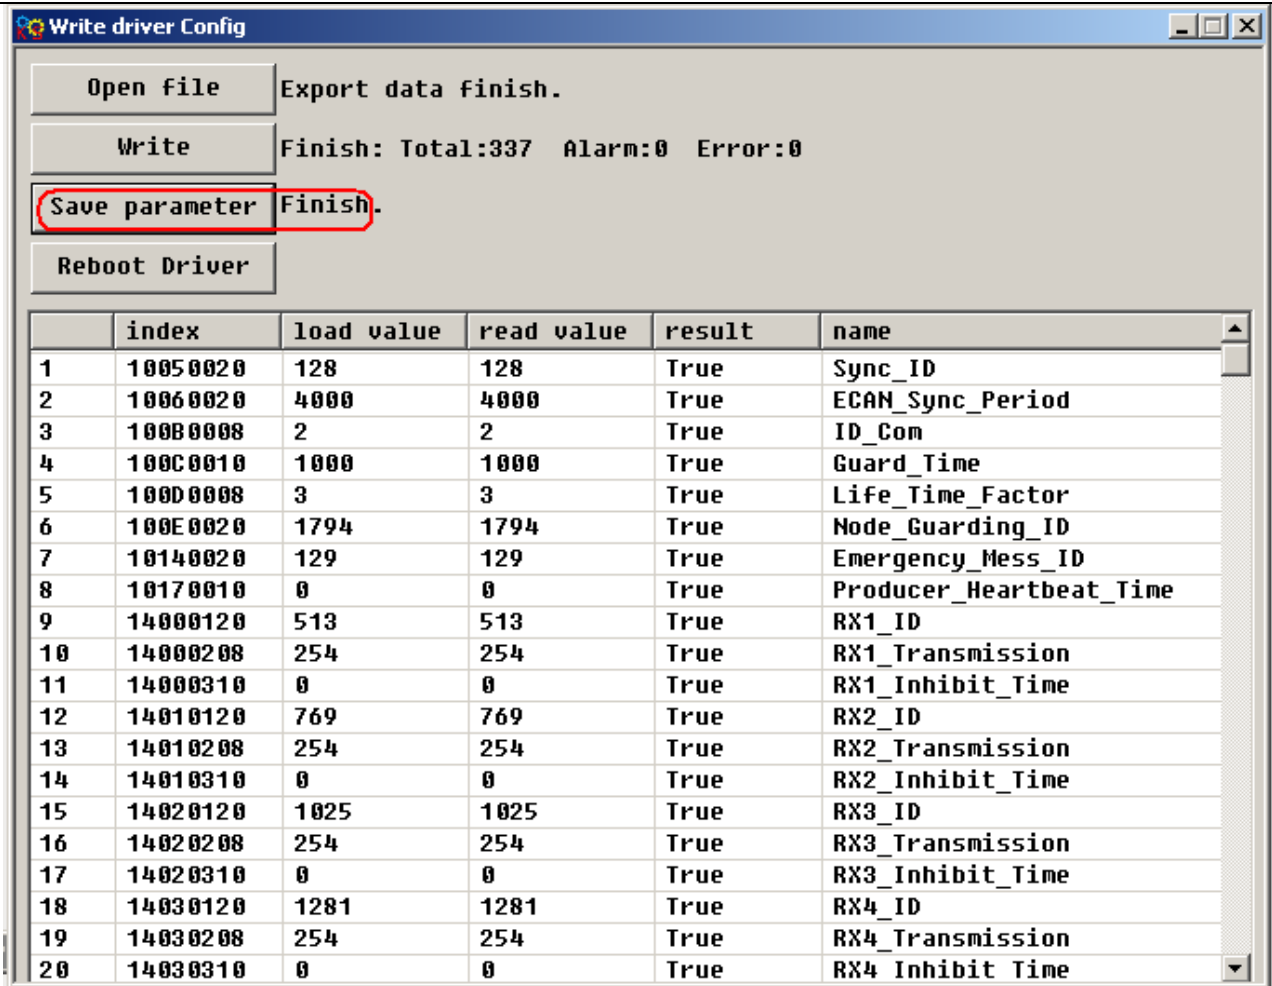 Write driver Config
Open file Export data finish.
Write Finish: Total:337 Alarm:0 Error:0
Save parameter Finish.
Reboot Driver
index load value read value result name
1 10050020 128 128 True Sync_ID
2 10060020 4000 4000 True ECAN_Sync_Period
3 100B0008 2 2 True ID_Com
4 100C0010 1000 1000 True Guard_Time
5 100D0008 3 3 True Life_Time_Factor
6 100E0020 1794 1794 True Node_Guarding_ID
7 10140020 129 129 True Emergency_Mess_ID
8 10170010 0 0 True Producer_Heartbeat_Time
9 14000120 513 513 True RX1_ID
10 14000208 254 254 True RX1_Transmission
11 14000310 0 0 True RX1_Inhibit_Time
12 14010120 769 769 True RX2_ID
13 14010208 254 254 True RX2_Transmission
14 14010310 0 0 True RX2_Inhibit_Time
15 14020120 1025 1025 True RX3_ID
16 14020208 254 254 True RX3_Transmission
17 14020310 0 0 True RX3_Inhibit_Time
18 14030120 1281 1281 True RX4_ID
19 14030208 254 254 True RX4_Transmission
20 14030310 0 0 True RX4_Inhibit_Time